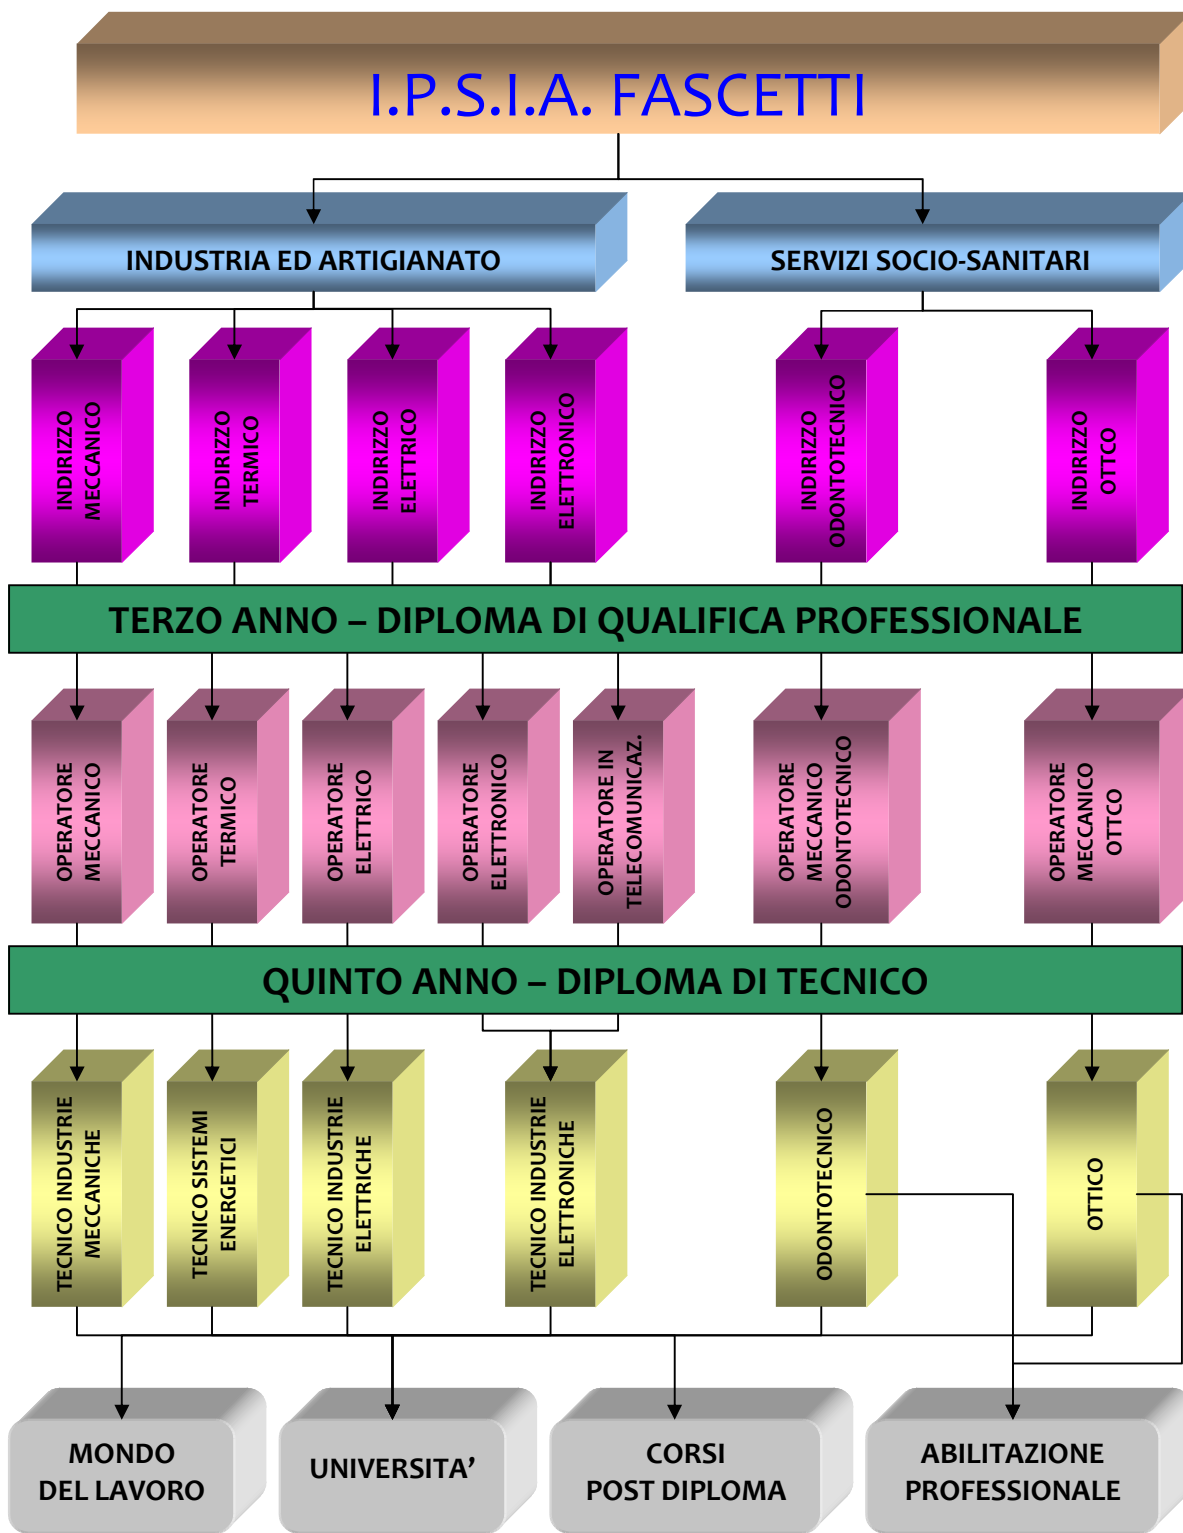 I.P.S.I.A. FASCETTI
INDUSTRIA ED ARTIGIANATO
SERVIZI SOCIO-SANITARI
INDIRIZZO
MECCANICO
INDIRIZZO
TERMICO
INDIRIZZO
ELETTRICO
INDIRIZZO
ELETTRONICO
INDIRIZZO
ODONTOTECNICO
INDIRIZZO
OTTCO
TERZO ANNO – DIPLOMA DI QUALIFICA PROFESSIONALE
OPERATORE
MECCANICO
OPERATORE
TERMICO
OPERATORE
ELETTRICO
OPERATORE
ELETTRONICO
OPERATORE IN
TELECOMUNICAZ.
OPERATORE
MECCANICO
ODONTOTECNICO
OPERATORE
MECCANICO
OTTCO
QUINTO ANNO – DIPLOMA DI TECNICO
TECNICO INDUSTRIE
MECCANICHE
TECNICO SISTEMI
ENERGETICI
TECNICO INDUSTRIE
ELETTRICHE
TECNICO INDUSTRIE
ELETTRONICHE
ODONTOTECNICO
OTTICO
MONDO
DEL LAVORO
UNIVERSITA’
CORSI
POST DIPLOMA
ABILITAZIONE
PROFESSIONALE